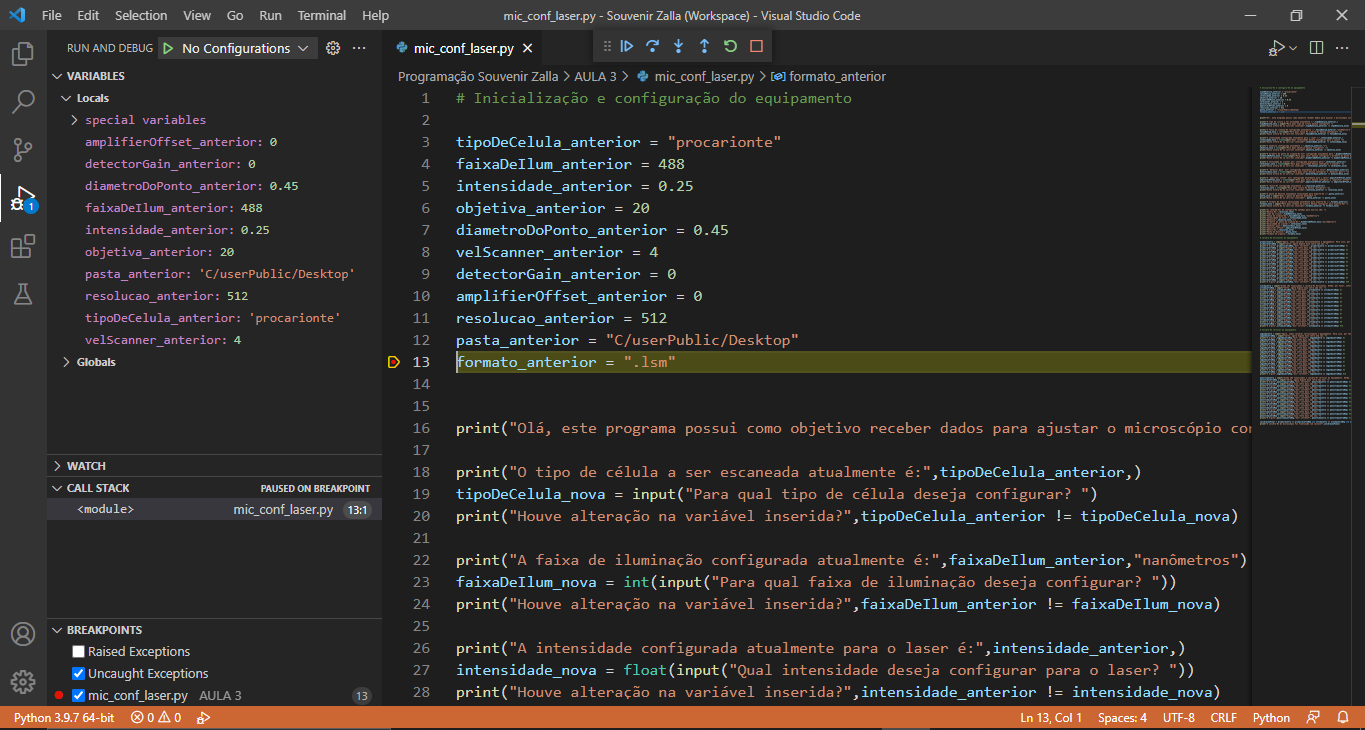 File Edit Selection View Go Run Terminal Help mic_conf_laser.py - Souvenir Zalla (Workspace) - Visual Studio Code
RUN AND DEBUG No Configurations
VARIABLES
Locals
special variables
amplifierOffset_anterior: 0
detectorGain_anterior: 0
diametroDoPonto_anterior: 0.45
faixaDeIlum_anterior: 488
intensidade_anterior: 0.25
objetiva_anterior: 20
pasta_anterior: 'C/userPublic/Desktop'
resolucao_anterior: 512
tipoDeCelula_anterior: 'procarionte'
velScanner_anterior: 4
Globals
WATCH
CALL STACK PAUSED ON BREAKPOINT
<module> mic_conf_laser.py 13:1
BREAKPOINTS
Raised Exceptions
Uncaught Exceptions
mic_conf_laser.py AULA 3 13
1
mic_conf_laser.py
Programação Souvenir Zalla > AULA 3 > mic_conf_laser.py > formato_anterior
1 # Inicialização e configuração do equipamento
2
3 tipoDeCelula_anterior = "procarionte"
4 faixaDeIlum_anterior = 488
5 intensidade_anterior = 0.25
6 objetiva_anterior = 20
7 diametroDoPonto_anterior = 0.45
8 velScanner_anterior = 4
9 detectorGain_anterior = 0
10 amplifierOffset_anterior = 0
11 resolucao_anterior = 512
12 pasta_anterior = "C/userPublic/Desktop"
13 formato_anterior = ".lsm"
14
15
16 print("Olá, este programa possui como objetivo receber dados para ajustar o microscópio con
17
18 print("O tipo de célula a ser escaneada atualmente é:",tipoDeCelula_anterior,)
19 tipoDeCelula_nova = input("Para qual tipo de célula deseja configurar? ")
20 print("Houve alteração na variável inserida?",tipoDeCelula_anterior != tipoDeCelula_nova)
21
22 print("A faixa de iluminação configurada atualmente é:",faixaDeIlum_anterior,"nanômetros")
23 faixaDeIlum_nova = int(input("Para qual faixa de iluminação deseja configurar? "))
24 print("Houve alteração na variável inserida?",faixaDeIlum_anterior != faixaDeIlum_nova)
25
26 print("A intensidade configurada atualmente para o laser é:",intensidade_anterior,)
27 intensidade_nova = float(input("Qual intensidade deseja configurar para o laser? "))
28 print("Houve alteração na variável inserida?",intensidade_anterior != intensidade_nova)
Python 3.9.7 64-bit 0 0 Ln 13, Col 1 Spaces: 4 UTF-8 CRLF Python